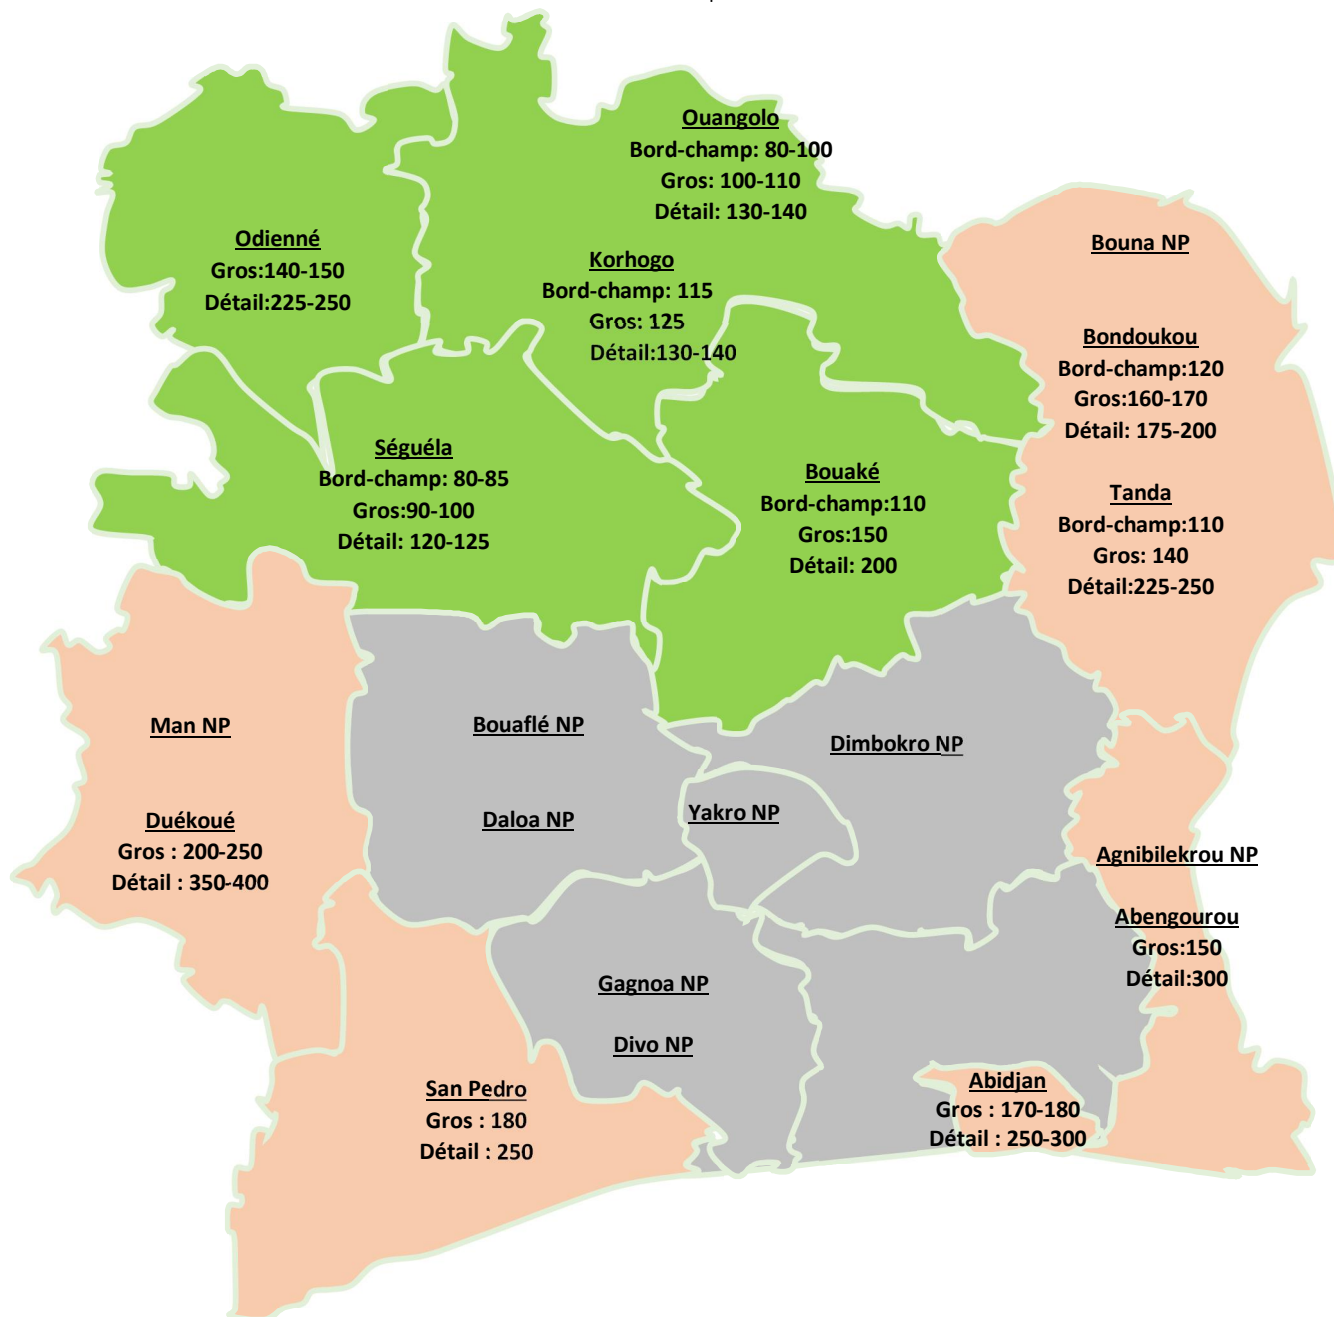 Ouangolo
Bord-champ: 80-100
Gros: 100-110
Détail: 130-140
Odienné
Gros:140-150
Détail:225-250
Korhogo
Bord-champ: 115
Gros: 125
Détail:130-140
Bouna NP
Bondoukou
Bord-champ:120
Gros:160-170
Détail: 175-200
Séguéla
Bord-champ: 80-85
Gros:90-100
Détail: 120-125
Bouaké
Bord-champ:110
Gros:150
Détail: 200
Tanda
Bord-champ:110
Gros: 140
Détail:225-250
Man NP
Bouaflé NP
Dimbokro NP
Duékoué
Gros : 200-250
Détail : 350-400
Daloa NP
Yakro NP
Agnibilekrou NP
Abengourou
Gros:150
Détail:300
Gagnoa NP
Divo NP
San Pedro
Gros : 180
Détail : 250
Abidjan
Gros : 170-180
Détail : 250-300